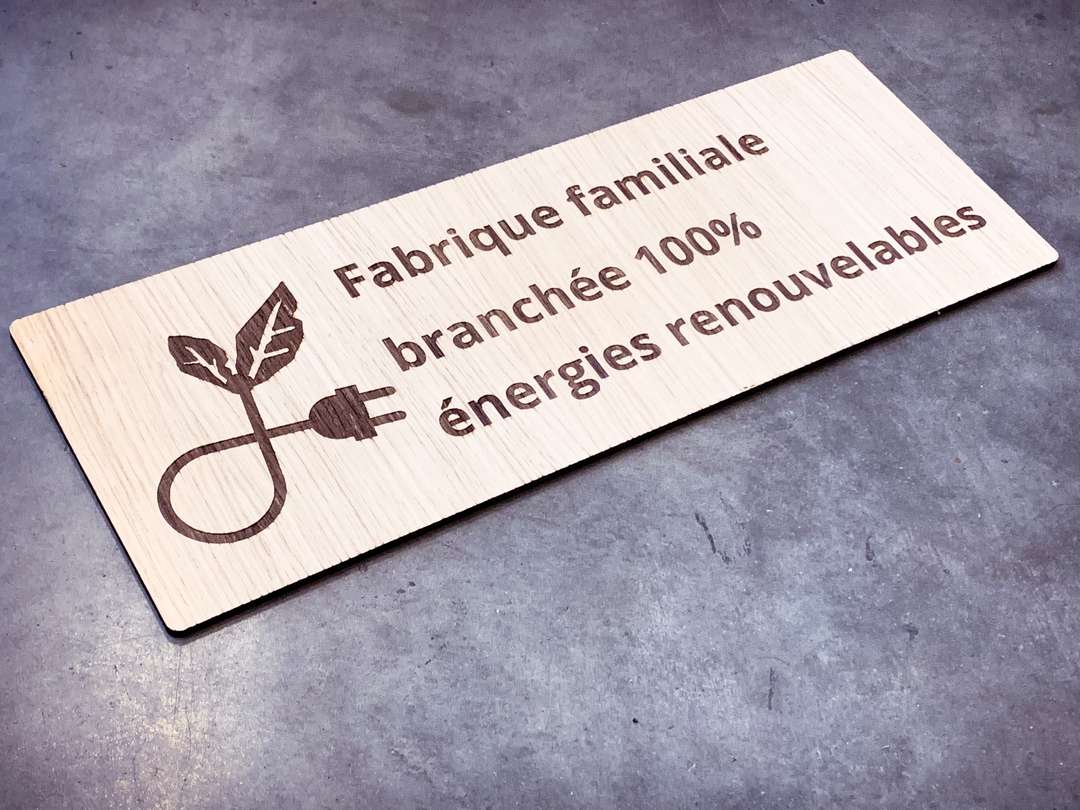 Fabrique familiale
branchée 100%
énergies renouvelables